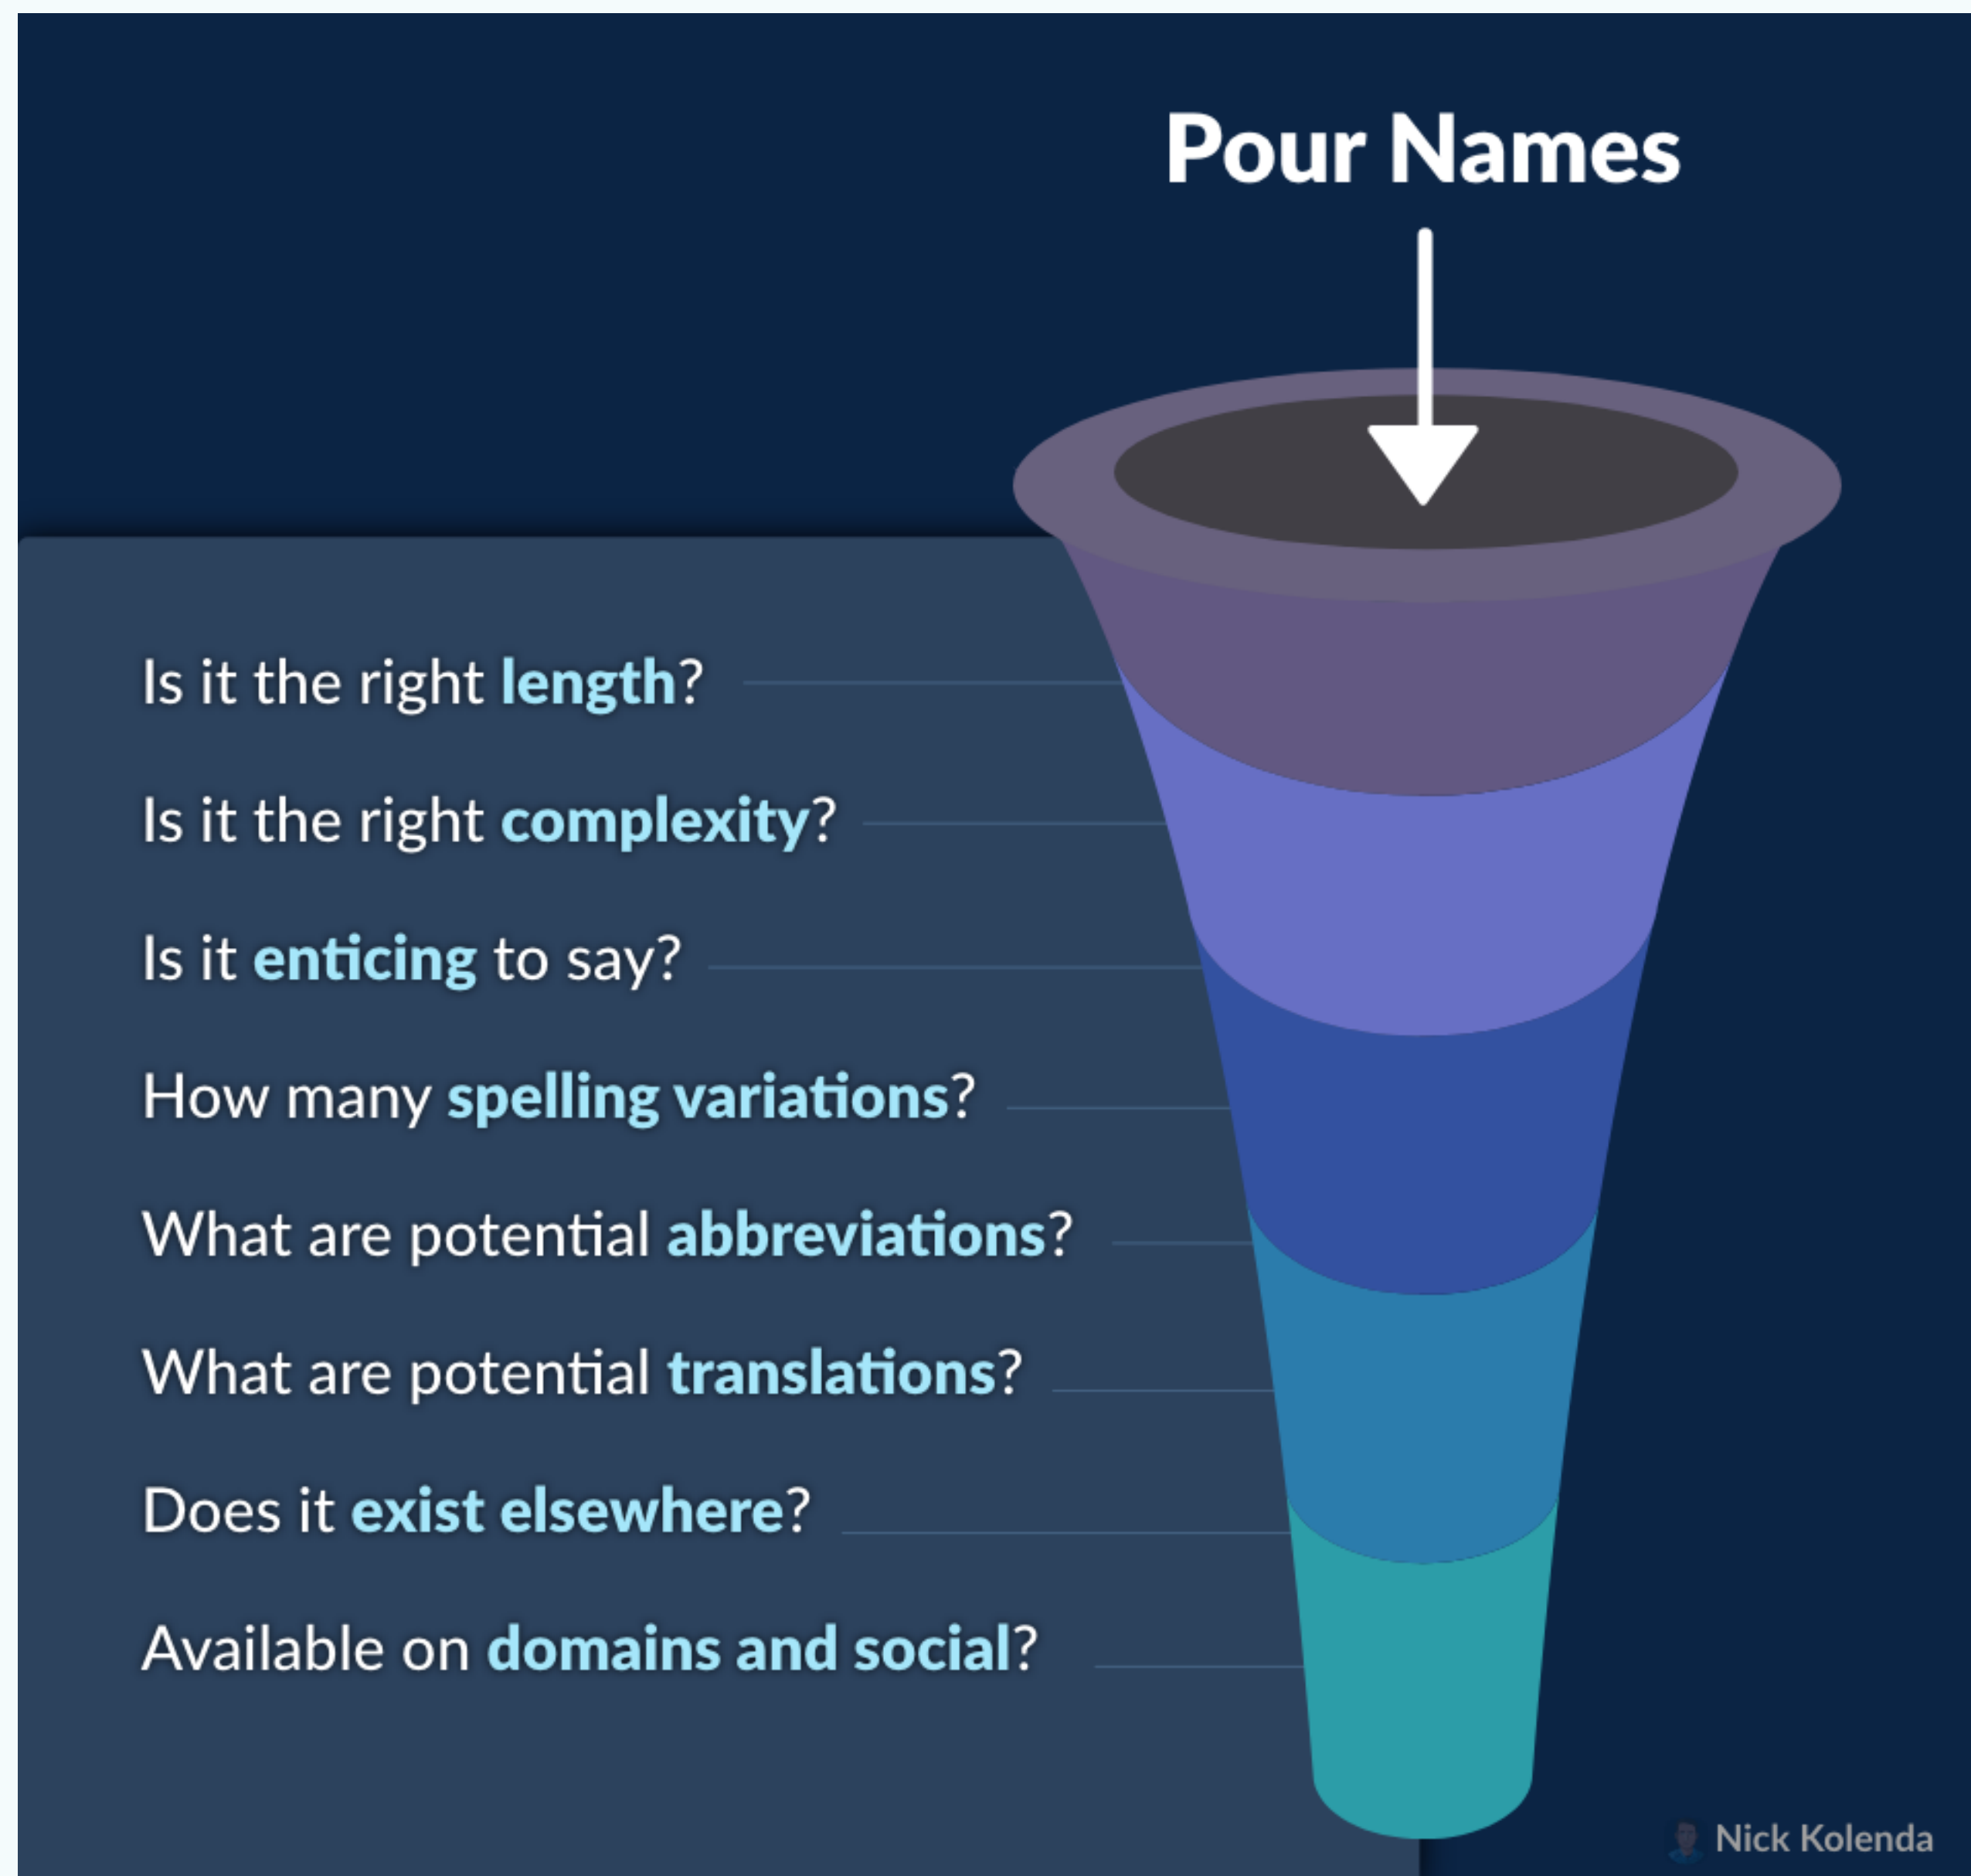 Pour Names
Is it the right length?
Is it the right complexity?
Is it enticing to say?
How many spelling variations?
What are potential abbreviations?
What are potential translations?
Does it exist elsewhere?
Available on domains and social?
Nick Kolenda